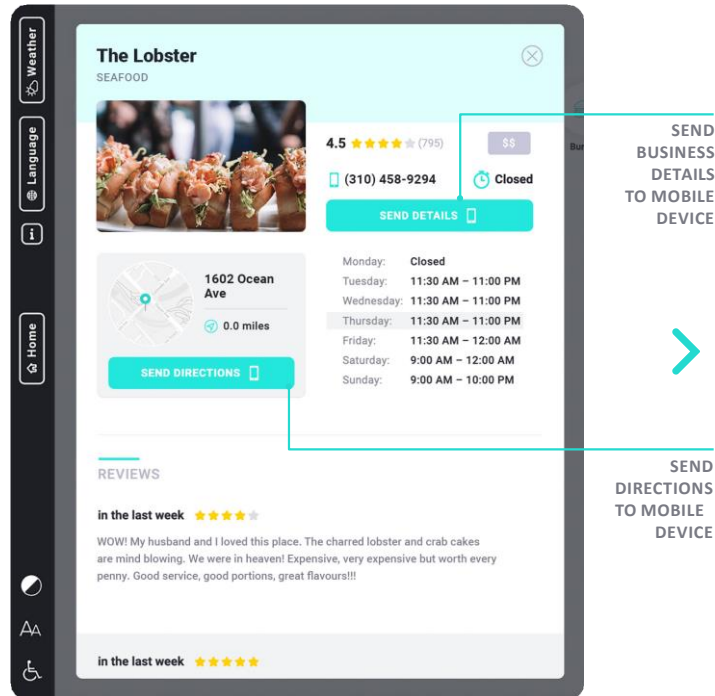 Weather
Language
i
Home
AA
The Lobster
SEAFOOD
4.5 (795) $$
(310) 458-9294 Closed
SEND DETAILS
1602 Ocean
Ave
0.0 miles
SEND DIRECTIONS
Monday: Closed
Tuesday: 11:30 AM – 11:00 PM
Wednesday: 11:30 AM – 11:00 PM
Thursday: 11:30 AM – 11:00 PM
Friday: 11:30 AM – 12:00 AM
Saturday: 9:00 AM – 12:00 AM
Sunday: 9:00 AM – 10:00 PM
REVIEWS
in the last week
WOW! My husband and I loved this place. The charred lobster and crab cakes
are mind blowing. We were in heaven! Expensive, very expensive but worth every
penny. Good service, good portions, great flavours!!!
in the last week
SEND
BUSINESS
DETAILS
TO MOBILE
DEVICE
SEND
DIRECTIONS
TO MOBILE
DEVICE